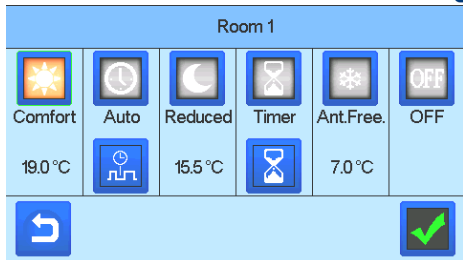 Room 1
OFF
Comfort Auto Reduced Timer Ant.Free. OFF
19.0 °C 15.5 °C 7.0 °C